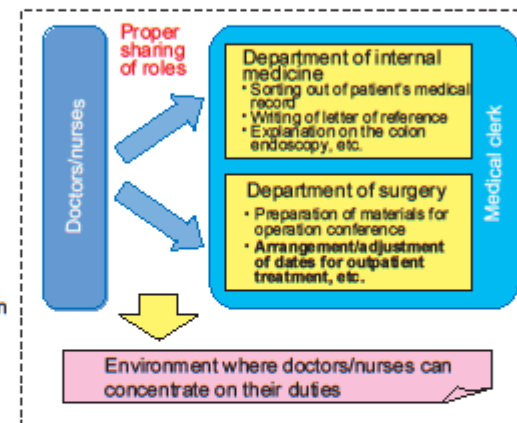 Doctors/nurses
Proper
sharing
of roles
Department of internal
medicine
• Sorting out of patient's medical
record
• Writing of letter of reference
• Explanation on the colon
endoscopy, etc.
Department of surgery
• Preparation of materials for
operation conference
• Arrangement/adjustment
of dates for outpatient
treatment, etc.
Medical clerk
Environment where doctors/nurses can
concentrate on their duties